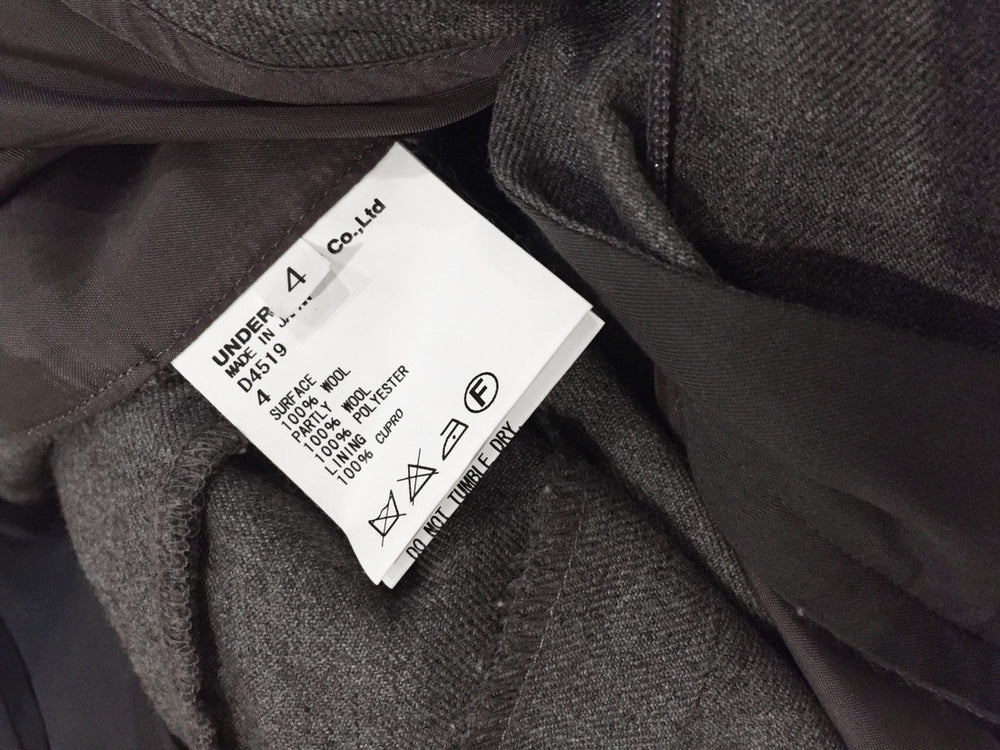 UNDER Co.,Ltd
4
MADE IN
D4519
4
SURFACE
100% WOOL
PARTLY
100% WOOL
100% POLYESTER
LINING
100% CUPRO
F
DO NOT TUMBLE DRY.